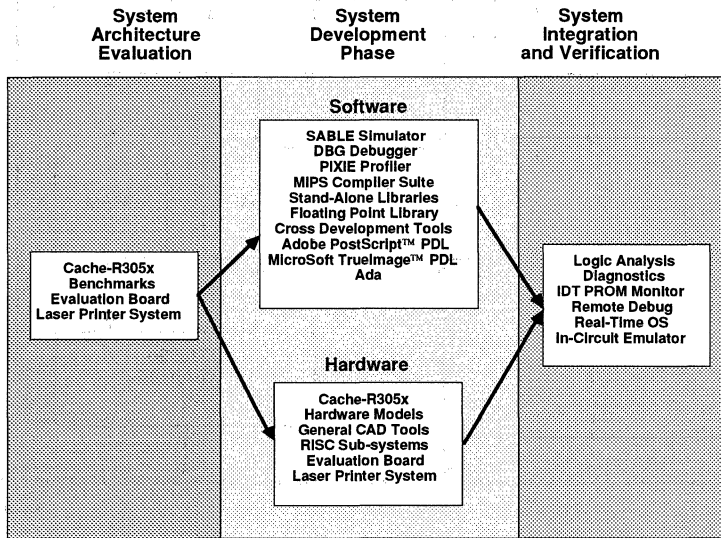 System
Architecture
Evaluation
System
Development
Phase
System
Integration
and Verification
Software
SABLE Simulator
DBG Debugger
PIXIE Profiler
MIPS Compiler Suite
Stand-Alone Libraries
Floating Point Library
Cross Development Tools
Adobe PostScript™ PDL
MicroSoft TrueImage™ PDL
Ada
Cache-R305x
Benchmarks
Evaluation Board
Laser Printer System
Logic Analysis
Diagnostics
IDT PROM Monitor
Remote Debug
Real-Time OS
In-Circuit Emulator
Hardware
Cache-R305x
Hardware Models
General CAD Tools
RISC Sub-systems
Evaluation Board
Laser Printer System